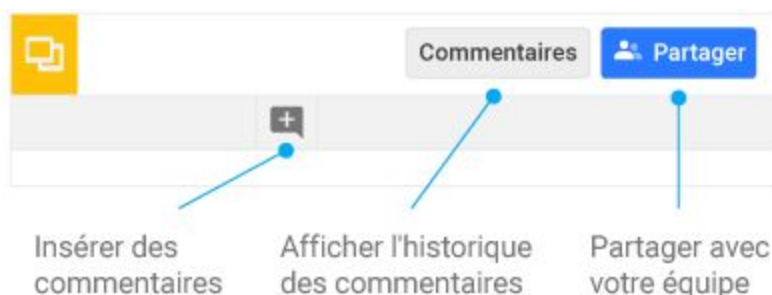 Commentaires
Partager
Insérer des
commentaires
Afficher l'historique
des commentaires
Partager avec
votre équipe